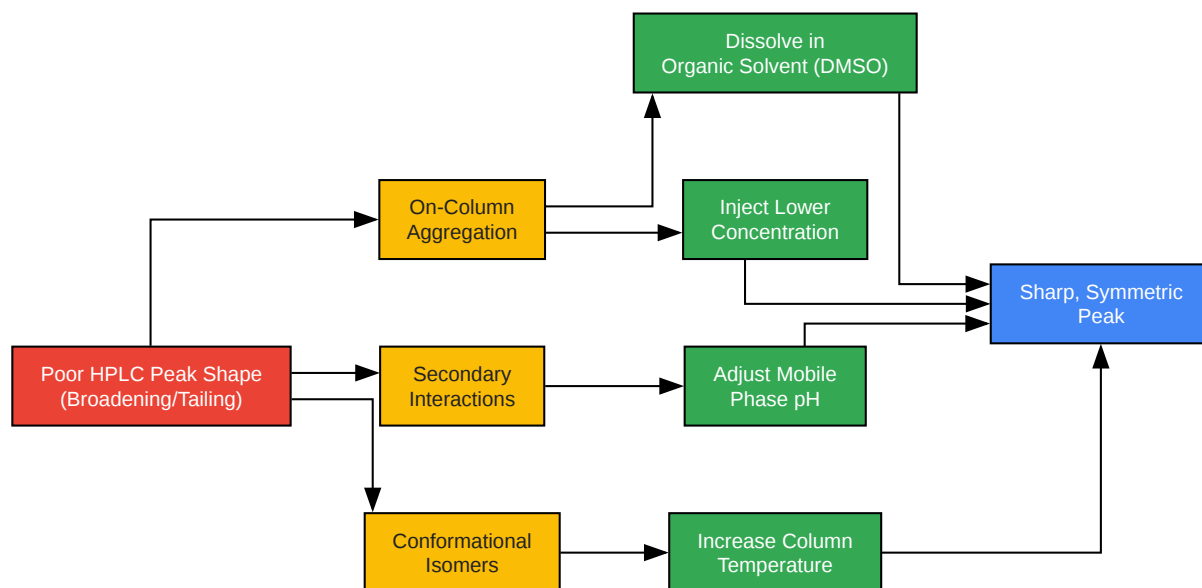 Dissolve in
Organic Solvent (DMSO)
On-Column
Aggregation
Inject Lower
Concentration
Sharp, Symmetric
Peak
Poor HPLC Peak Shape
(Broadening/Tailing)
Secondary
Interactions
Adjust Mobile
Phase pH
Conformational
Isomers
Increase Column
Temperature